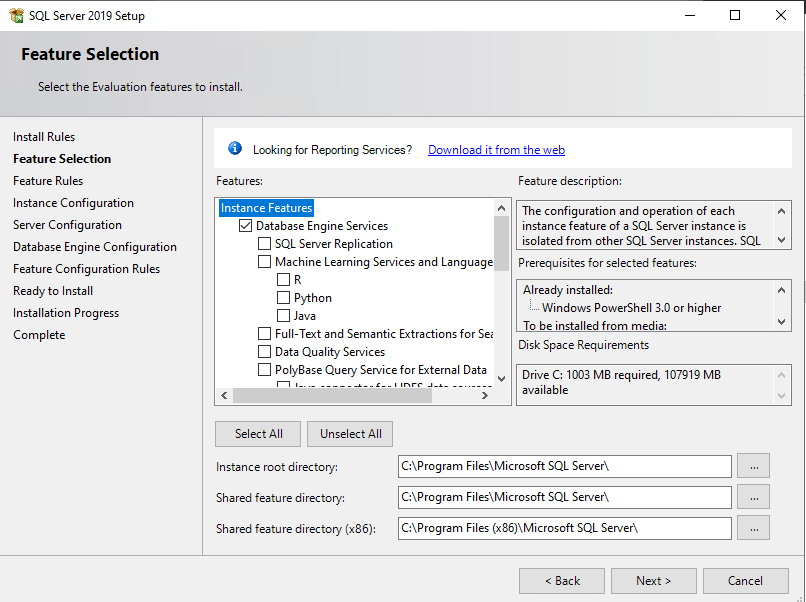 SQL Server 2019 Setup
Feature Selection
Select the Evaluation features to install.
Install Rules
Feature Selection
Feature Rules
Instance Configuration
Server Configuration
Database Engine Configuration
Feature Configuration Rules
Ready to Install
Installation Progress
Complete
Looking for Reporting Services? Download it from the web
Features:
Instance Features
Database Engine Services
SQL Server Replication
Machine Learning Services and Language
R
Python
Java
Full-Text and Semantic Extractions for Sea
Data Quality Services
PolyBase Query Service for External Data
Java connector for HDFS data sources
Feature description:
The configuration and operation of each
instance feature of a SQL Server instance is
isolated from other SQL Server instances. SQL
Prerequisites for selected features:
Already installed:
Windows PowerShell 3.0 or higher
To be installed from media:
Disk Space Requirements
Drive C: 1003 MB required, 107919 MB
available
Select All
Unselect All
Instance root directory: C:\Program Files\Microsoft SQL Server\ ...
Shared feature directory: C:\Program Files\Microsoft SQL Server\ ...
Shared feature directory (x86): C:\Program Files (x86)\Microsoft SQL Server\ ...
< Back
Next >
Cancel